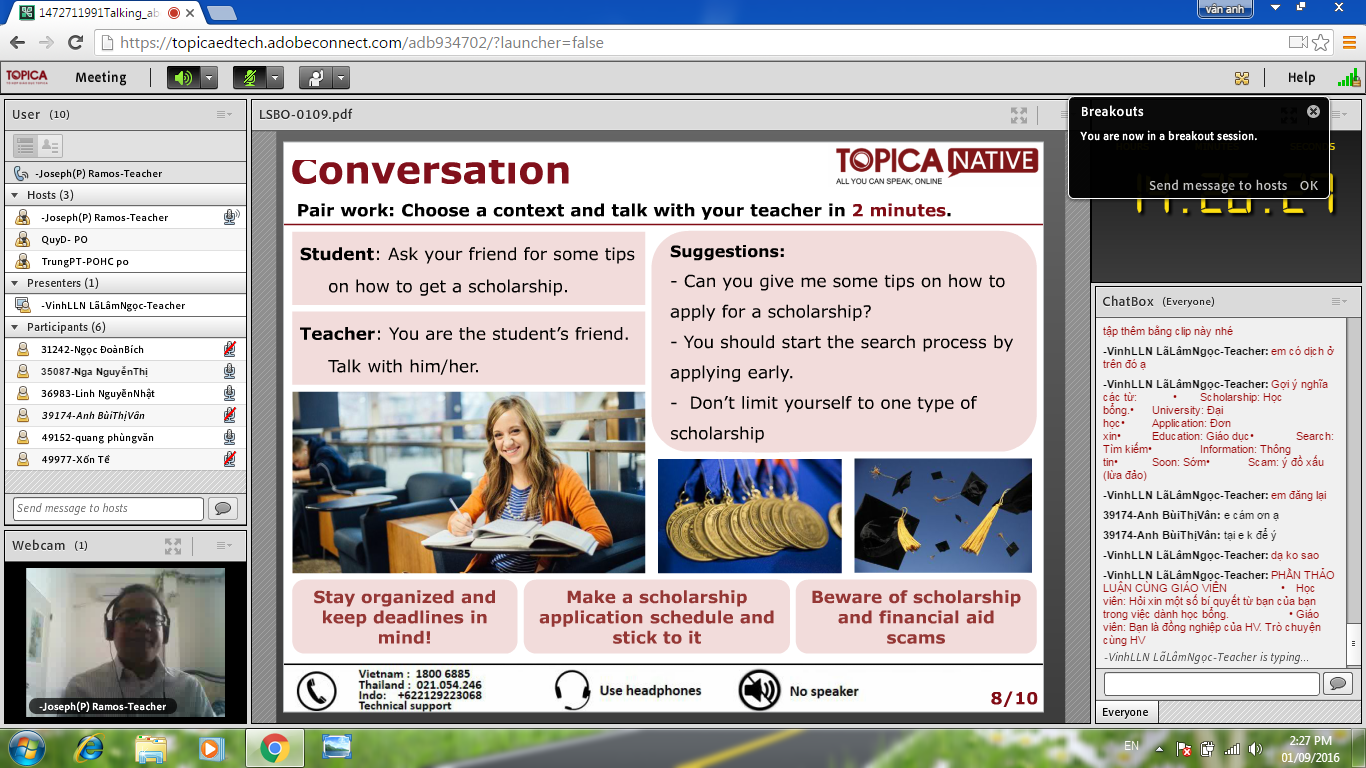 1472711991Talking_ab
vân anh
https://topicaedtech.adobeconnect.com/adb934702/?launcher=false
TOPICA
Meeting
Help
User (10)
-Joseph(P) Ramos-Teacher
Hosts (3)
-Joseph(P) Ramos-Teacher
QuyD- PO
TrungPT-POHC po
Presenters (1)
-VinhLLN LãLâmNgọc-Teacher
Participants (6)
31242-Ngọc ĐoànBích
35087-Nga NguyễnThị
36983-Linh NguyễnNhật
39174-Anh BùiThịVân
49152-quang phùngvăn
49977-Xốn Tề
Send message to hosts
Webcam (1)
-Joseph(P) Ramos-Teacher
LSBO-0109.pdf
Conversation
TOPICA NATIVE
ALL YOU CAN SPEAK, ONLINE
Pair work: Choose a context and talk with your teacher in 2 minutes.
Student: Ask your friend for some tips
on how to get a scholarship.
Teacher: You are the student's friend.
Talk with him/her.
Suggestions:
- Can you give me some tips on how to
apply for a scholarship?
- You should start the search process by
applying early.
- Don't limit yourself to one type of
scholarship
Stay organized and
keep deadlines in
mind!
Make a scholarship
application schedule and
stick to it
Beware of scholarship
and financial aid
scams
Vietnam : 1800 6885
Thailand : 021.054.246
Indo: +622129223068
Technical support
Use headphones
No speaker
8/10
Breakouts
You are now in a breakout session.
Send message to hosts OK
ChatBox (Everyone)
tập thêm bằng clip này nhé
-VinhLLN LãLâmNgọc-Teacher: em có dịch ở
trên đó ạ
-VinhLLN LãLâmNgọc-Teacher: Gợi ý nghĩa
các từ: • Scholarship: Học
bổng.• University: Đại
học• Application: Đơn
xin• Education: Giáo dục• Search:
Tìm kiếm• Information: Thông
tin• Soon: Sớm• Scam: ý đồ xấu
(lừa đảo)
-VinhLLN LãLâmNgọc-Teacher: em đăng lại
39174-Anh BùiThịVân: e cám ơn ạ
39174-Anh BùiThịVân: tại e k để ý
-VinhLLN LãLâmNgọc-Teacher: dạ ko sao
-VinhLLN LãLâmNgọc-Teacher: PHẦN THẢO
LUẬN CÙNG GIÁO VIÊN • Học
viên: Hỏi xin một số bí quyết từ bạn của bạn
trong việc dành học bổng. • Giáo
viên: Bạn là đồng nghiệp của HV. Trò chuyện
cùng HV
-VinhLLN LãLâmNgọc-Teacher is typing...
Everyone
EN
2:27 PM
01/09/2016